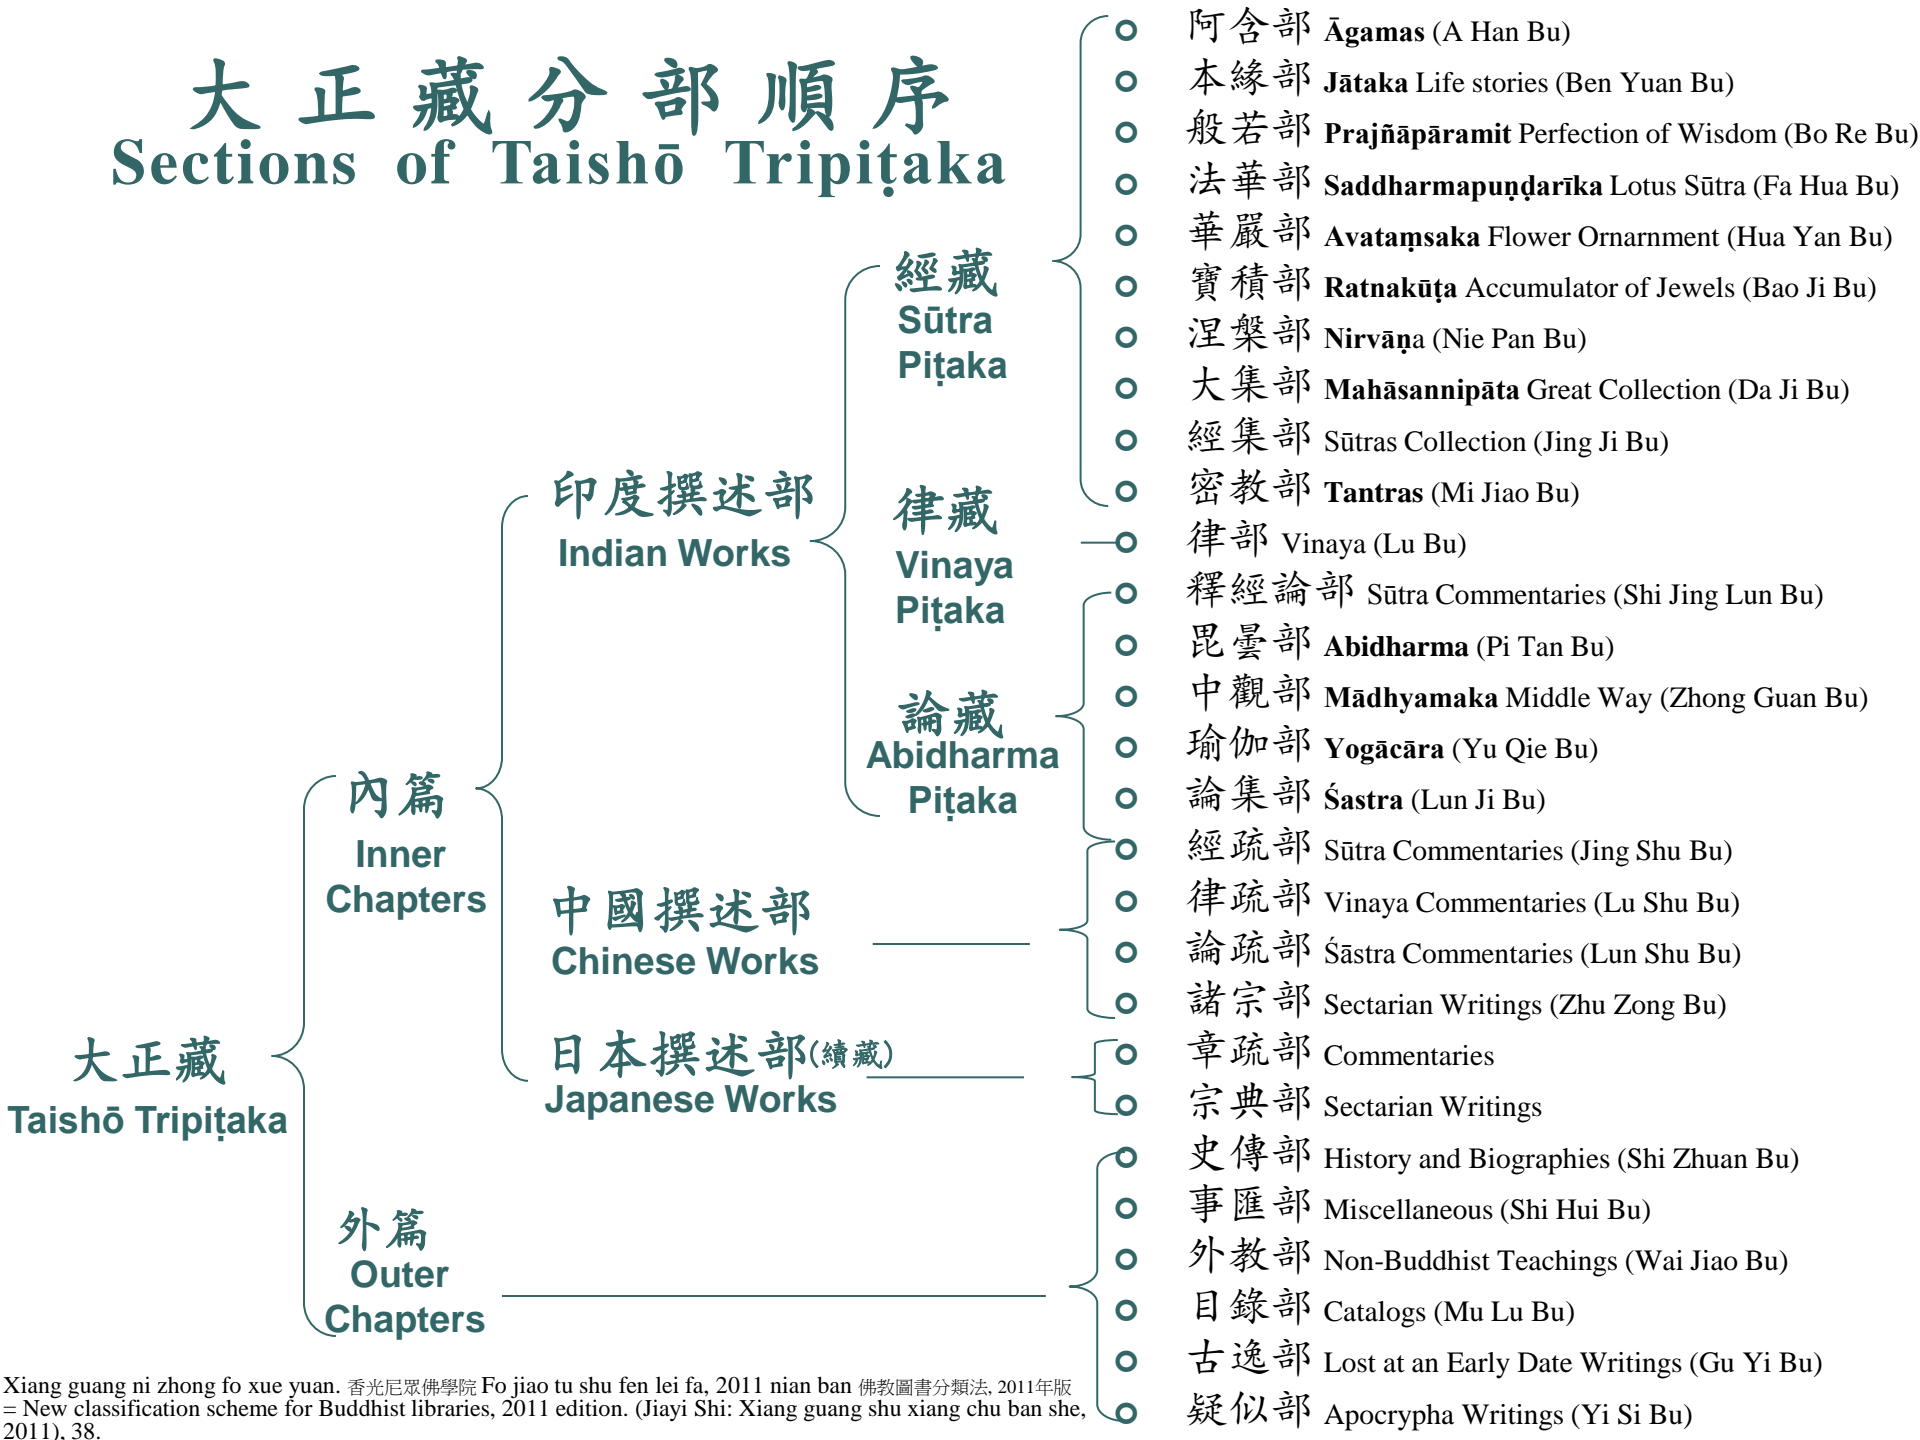 大正藏分部順序
Sections of Taishō Tripiṭaka
大正藏
Taishō Tripiṭaka
內篇
Inner
Chapters
外篇
Outer
Chapters
印度撰述部
Indian Works
中國撰述部
Chinese Works
日本撰述部(續藏)
Japanese Works
經藏
Sūtra
Piṭaka
律藏
Vinaya
Piṭaka
論藏
Abidharma
Piṭaka
阿含部 Āgamas (A Han Bu)
本緣部 Jātaka Life stories (Ben Yuan Bu)
般若部 Prajñāpāramit Perfection of Wisdom (Bo Re Bu)
法華部 Saddharmapuṇḍarīka Lotus Sūtra (Fa Hua Bu)
華嚴部 Avataṃsaka Flower Ornarnment (Hua Yan Bu)
寶積部 Ratnakūṭa Accumulator of Jewels (Bao Ji Bu)
涅槃部 Nirvāṇa (Nie Pan Bu)
大集部 Mahāsannipāta Great Collection (Da Ji Bu)
經集部 Sūtras Collection (Jing Ji Bu)
密教部 Tantras (Mi Jiao Bu)
律部 Vinaya (Lu Bu)
釋經論部 Sūtra Commentaries (Shi Jing Lun Bu)
毘曇部 Abidharma (Pi Tan Bu)
中觀部 Mādhyamaka Middle Way (Zhong Guan Bu)
瑜伽部 Yogācāra (Yu Qie Bu)
論集部 Śastra (Lun Ji Bu)
經疏部 Sūtra Commentaries (Jing Shu Bu)
律疏部 Vinaya Commentaries (Lu Shu Bu)
論疏部 Śāstra Commentaries (Lun Shu Bu)
諸宗部 Sectarian Writings (Zhu Zong Bu)
章疏部 Commentaries
宗典部 Sectarian Writings
史傳部 History and Biographies (Shi Zhuan Bu)
事匯部 Miscellaneous (Shi Hui Bu)
外教部 Non-Buddhist Teachings (Wai Jiao Bu)
目錄部 Catalogs (Mu Lu Bu)
古逸部 Lost at an Early Date Writings (Gu Yi Bu)
疑似部 Apocrypha Writings (Yi Si Bu)
Xiang guang ni zhong fo xue yuan. 香光尼眾佛學院 Fo jiao tu shu fen lei fa, 2011 nian ban 佛教圖書分類法, 2011年版
= New classification scheme for Buddhist libraries, 2011 edition. (Jiayi Shi: Xiang guang shu xiang chu ban she,
2011), 38.